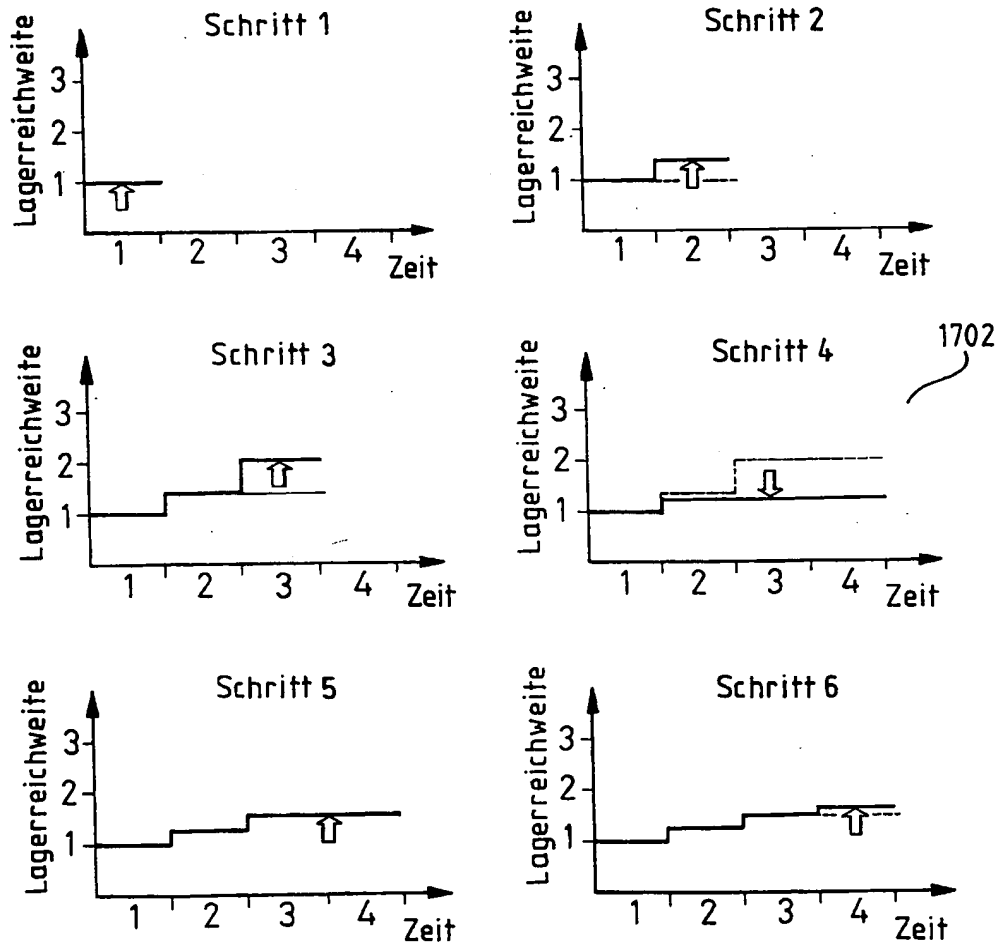 Schritt 1
Lagerreichweite
3
2
1
1 2 3 4
Zeit
Schritt 2
Lagerreichweite
3
2
1
1 2 3 4
Zeit
Schritt 3
Lagerreichweite
3
2
1
1 2 3 4
Zeit
Schritt 4
1702
Lagerreichweite
3
2
1
1 2 3 4
Zeit
Schritt 5
Lagerreichweite
3
2
1
1 2 3 4
Zeit
Schritt 6
Lagerreichweite
3
2
1
1 2 3 4
Zeit